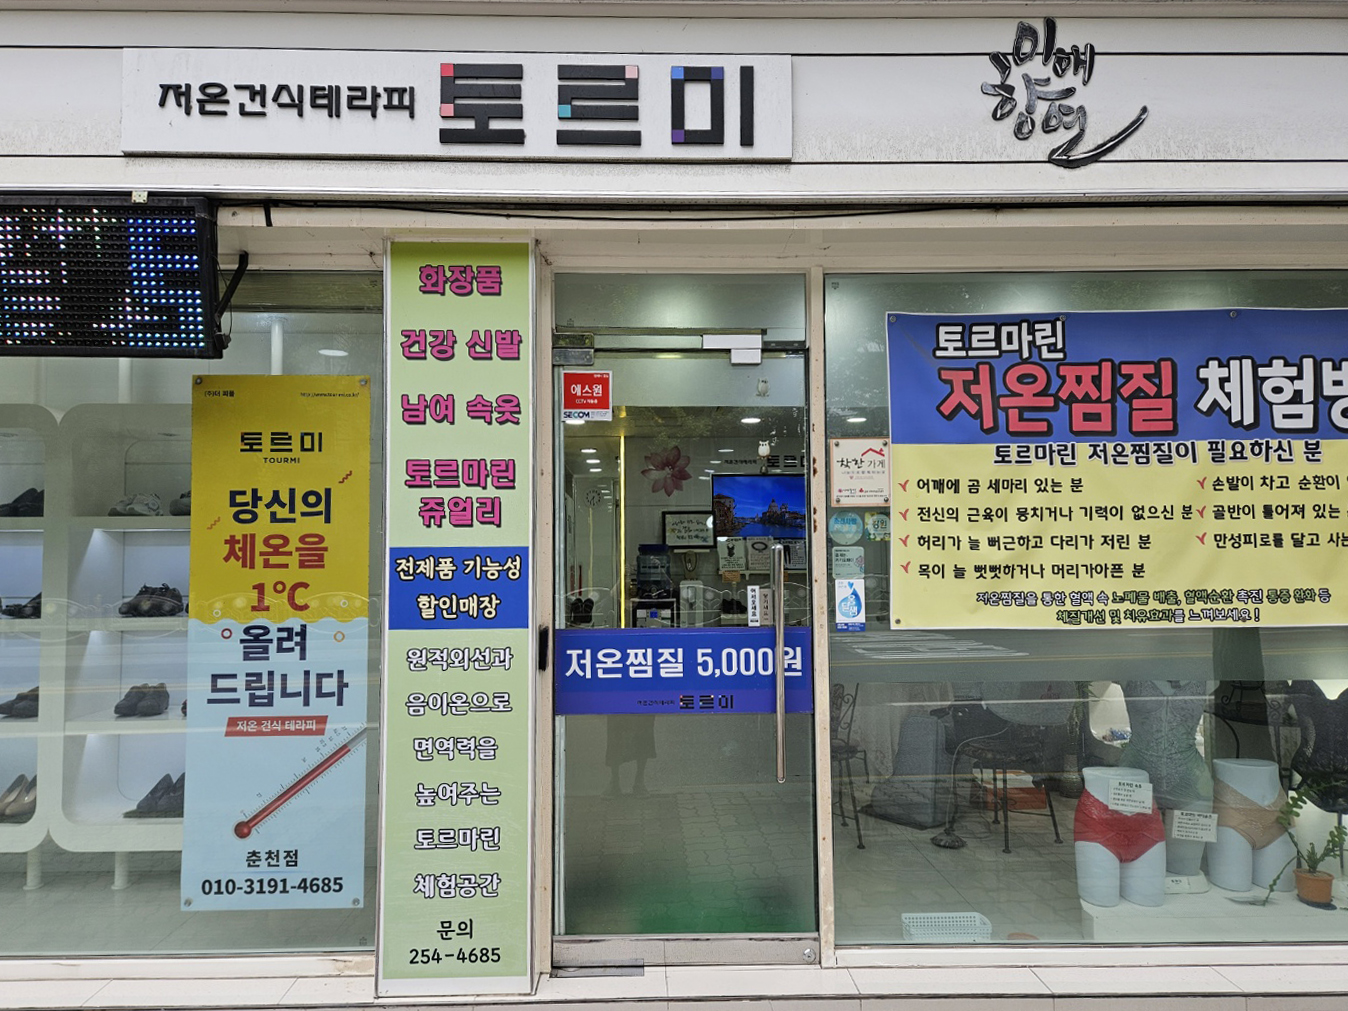 저온건식테라피 토르미
미애
향연
(주)더 퍼플
토르미
TOURMI
당신의
체온을
1℃
올려
드립니다
저온 건식 테라피
춘천점
010-3191-4685
화장품
건강 신발
남여 속옷
토르마린
쥬얼리
전제품 기능성
할인매장
원적외선과
음이온으로
면역력을
높여주는
토르마린
체험공간
문의
254-4685
에스원
SECOM
저온찜질 5,000원
저온건식테라피 토르미
착한가게
토르마린
저온찜질 체험
토르마린 저온찜질이 필요하신 분
어깨에 곰 세마리 있는 분
전신의 근육이 뭉치거나 기력이 없으신 분
허리가 늘 뻐근하고 다리가 저린 분
목이 늘 뻣뻣하거나 머리가아픈 분
손발이 차고 순환이
골반이 틀어져 있는
만성피로를 달고 사는
저온찜질을 통한 혈액 속 노폐물 배출, 혈액순환 촉진 통증 완화 등
체질개선 및 치유효과를 느껴보세요!